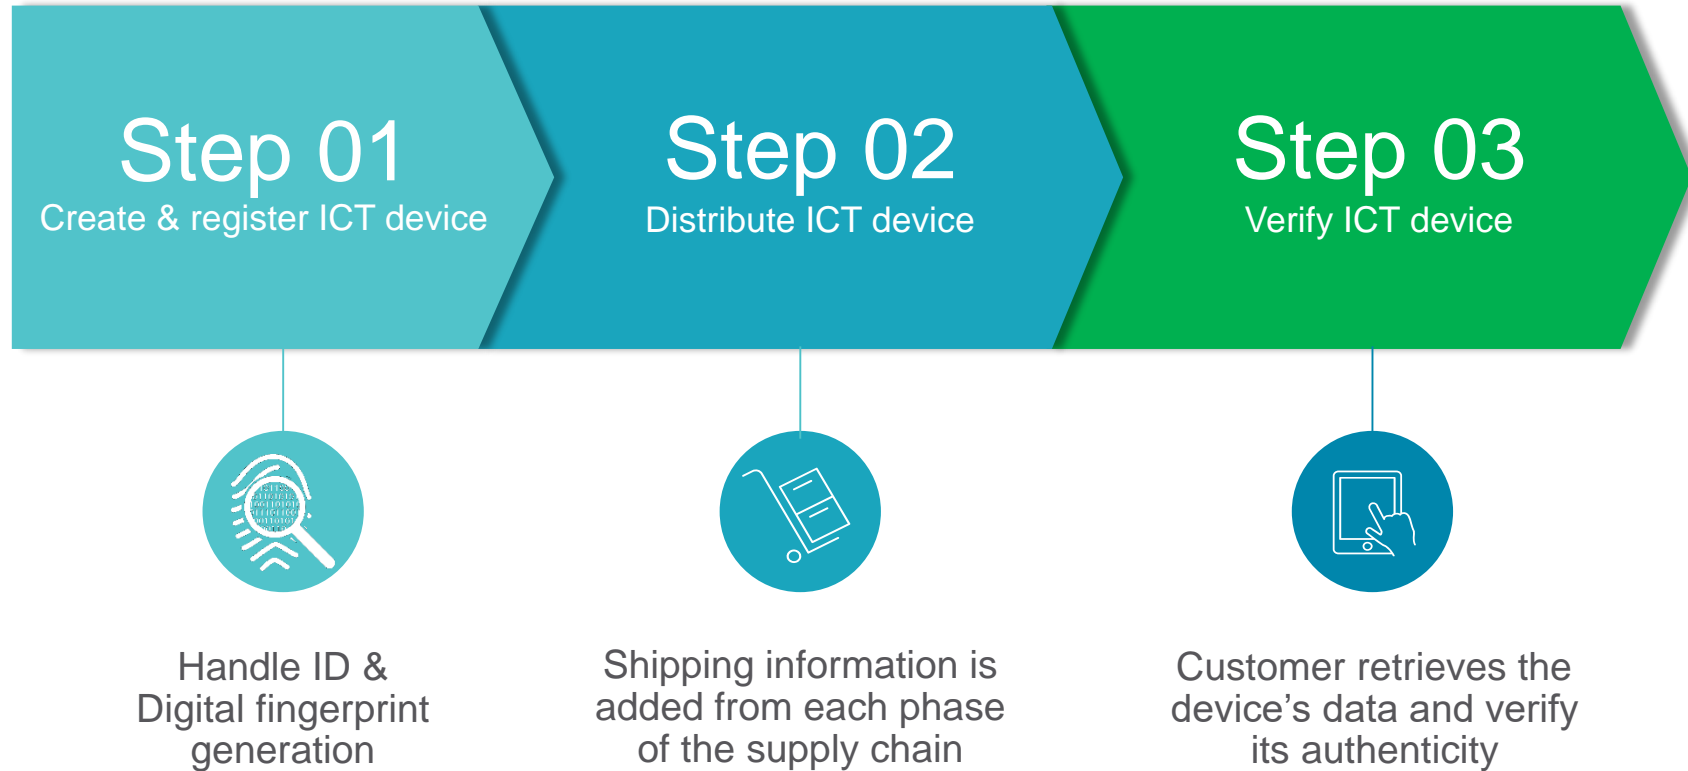 Step 01
Create & register ICT device
Step 02
Distribute ICT device
Step 03
Verify ICT device
Handle ID &
Digital fingerprint
generation
Shipping information is
added from each phase
of the supply chain
Customer retrieves the
device’s data and verify
its authenticity